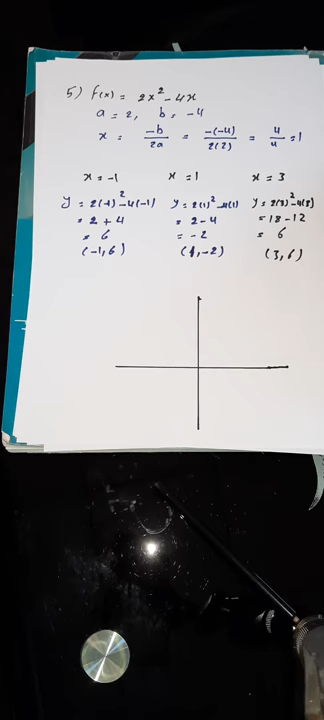 5) f(x) = 2x² - 4x
a = 2, b = -4
x = -b/2a = -(-4)/2(2) = 4/4 = 1
x = -1 x = 1 x = 3
y = 2(-1)² - 4(-1) y = 2(1)² - 4(1) y = 2(3)² - 4(3)
= 2 + 4 = 2 - 4 = 18 - 12
= 6 = -2 = 6
(-1, 6) (1, -2) (3, 6)